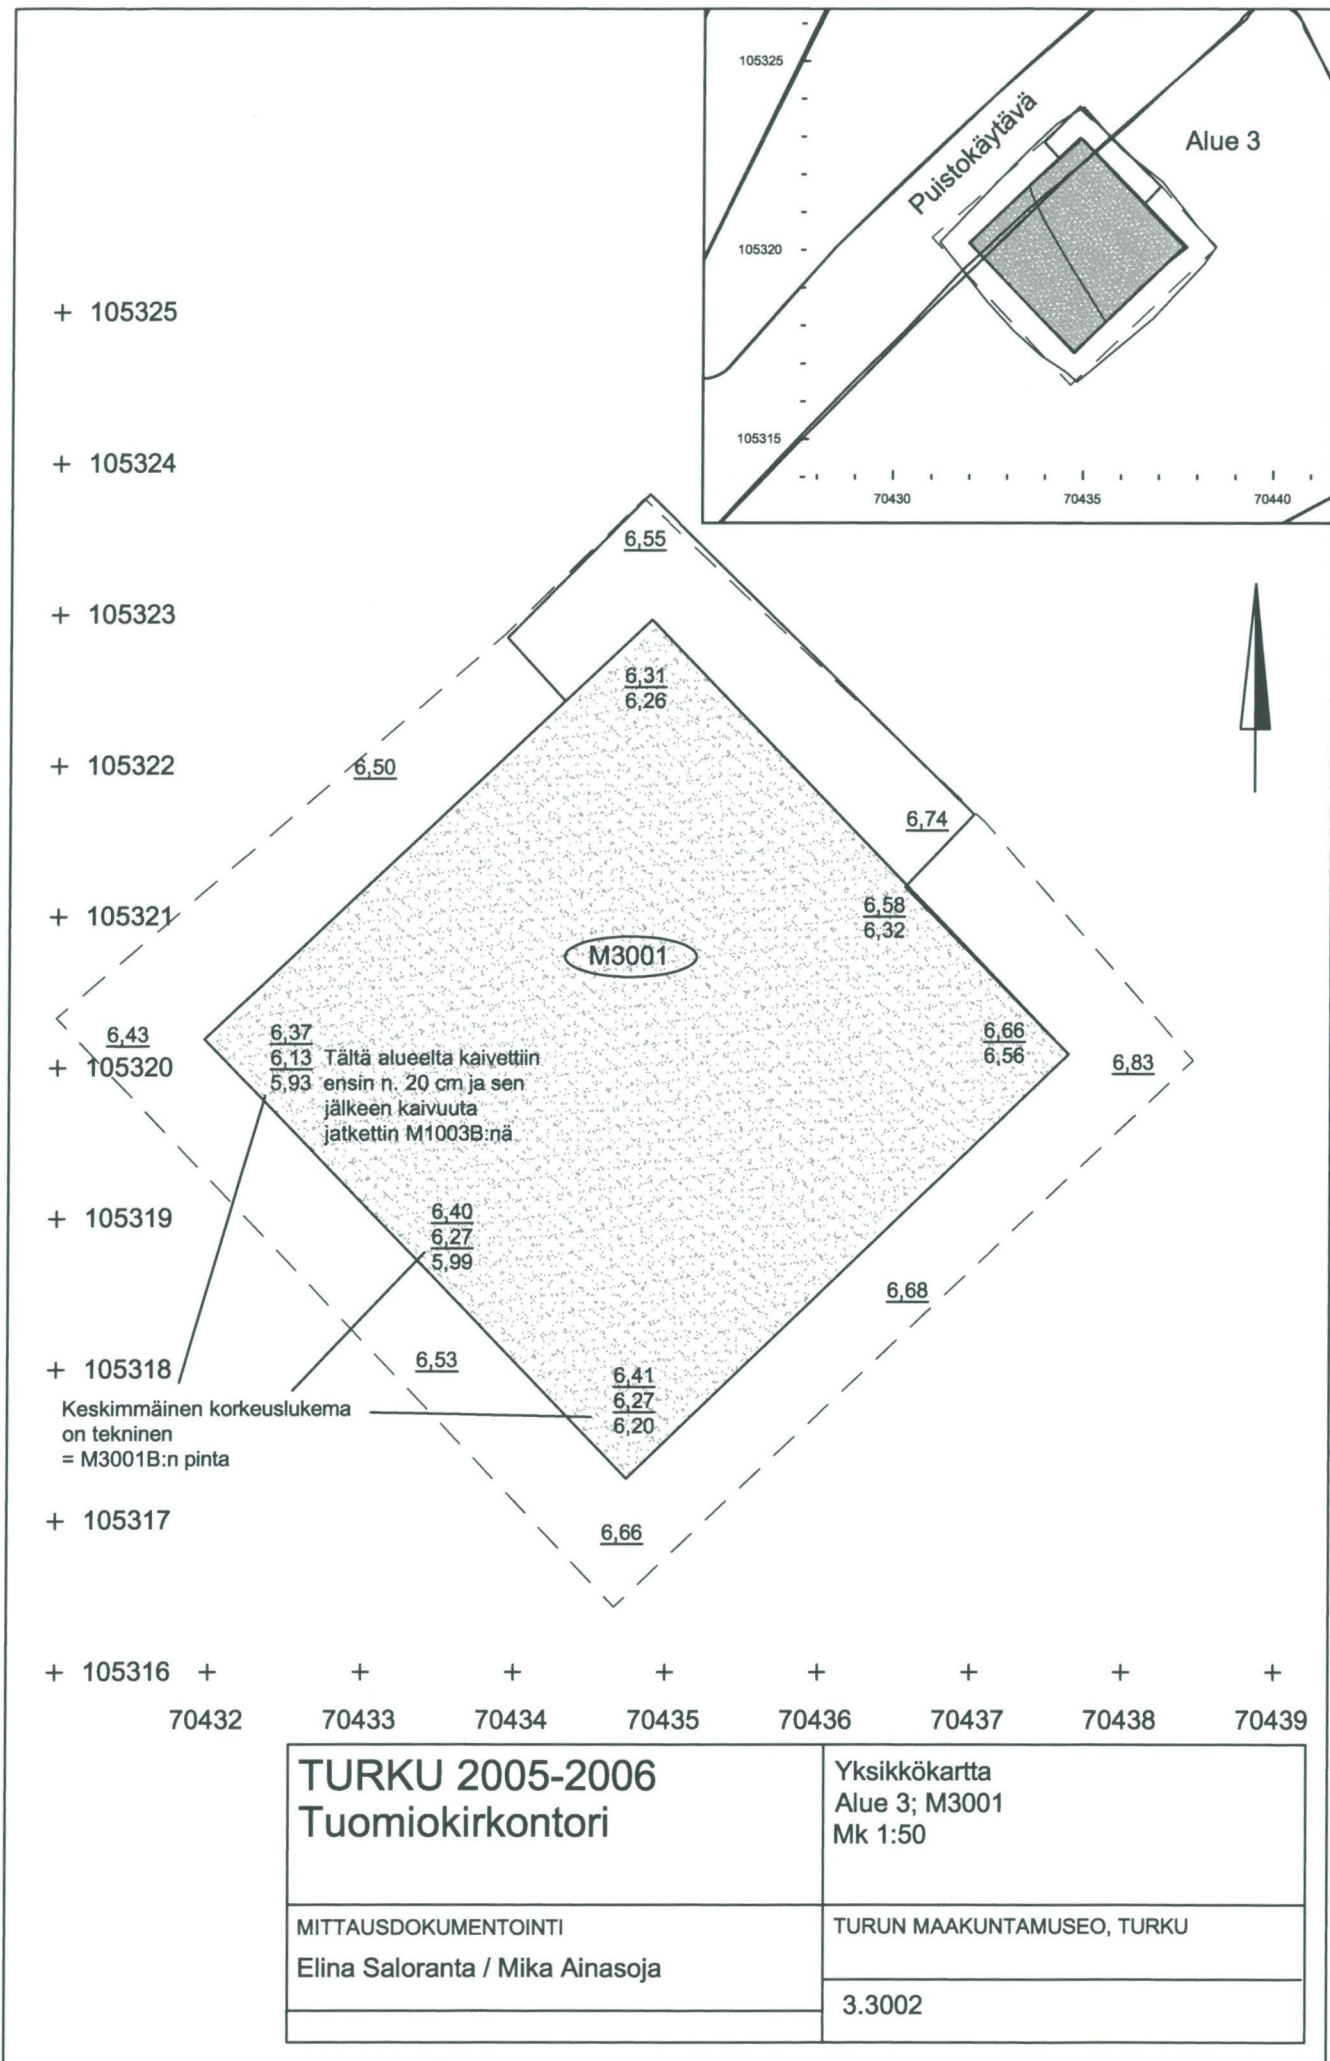 105325
Puistokäytävä
Alue 3
105320
105315
70430
70435
70440
+ 105325
+ 105324
+ 105323
+ 105322
+ 105321
+ 105320
+ 105319
+ 105318
+ 105317
+ 105316
6,55
6,31
6,26
6,50
6,74
6,58
6,32
M3001
6,43
6,37
6,13
5,93
Tältä alueelta kaivettiin
ensin n. 20 cm ja sen
jälkeen kaivuuta
jatkettin M1003B:nä
6,66
6,56
6,83
6,40
6,27
5,99
6,68
6,53
6,41
6,27
6,20
Keskimmäinen korkeuslukema
on tekninen
= M3001B:n pinta
6,66
70432 70433 70434 70435 70436 70437 70438 70439
TURKU 2005-2006
Tuomiokirkontori
Yksikkökartta
Alue 3; M3001
Mk 1:50
MITTAUSDOKUMENTOINTI
Elina Saloranta / Mika Ainasoja
TURUN MAAKUNTAMUSEO, TURKU
3.3002